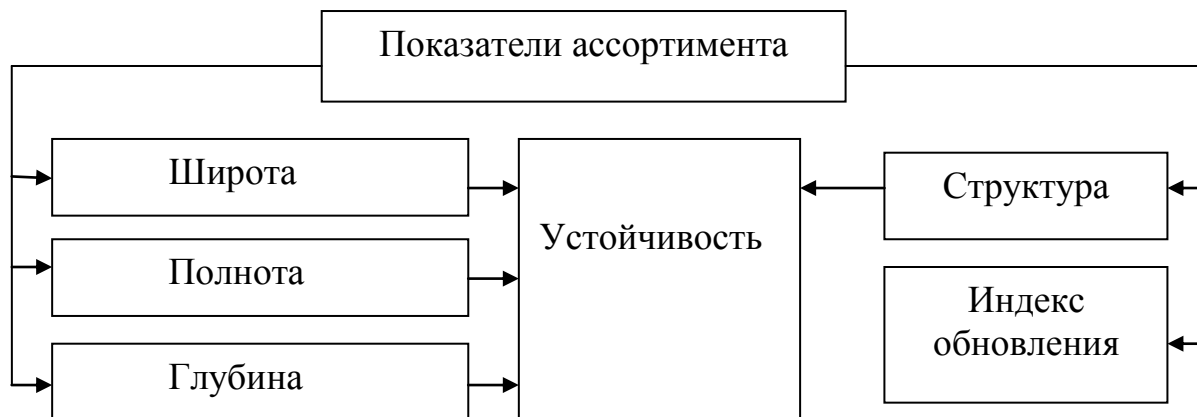 Показатели ассортимента
Широта
Полнота
Глубина
Устойчивость
Структура
Индекс
обновления